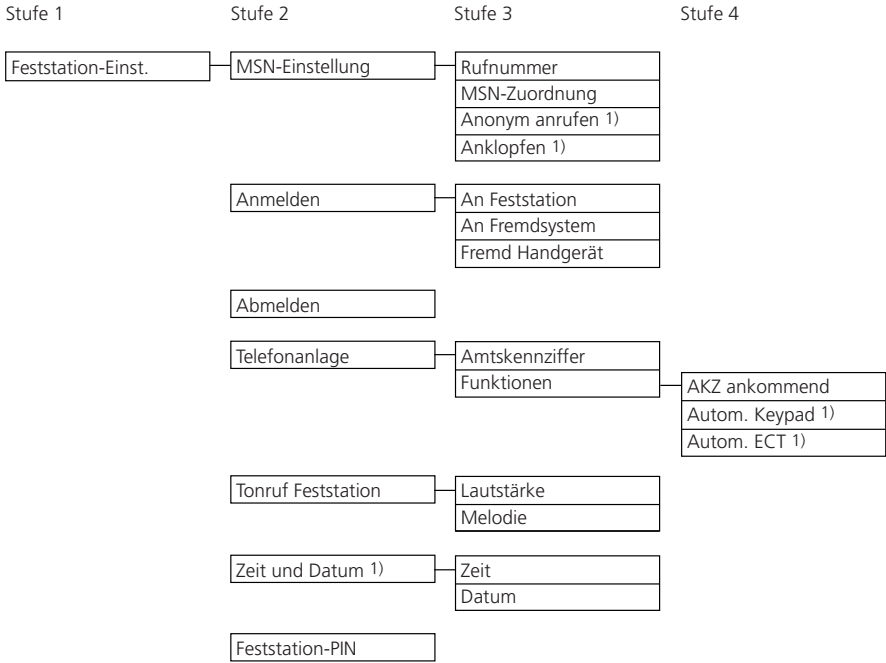 Stufe 1 Stufe 2 Stufe 3 Stufe 4
Feststation-Einst. MSN-Einstellung Rufnummer
MSN-Zuordnung
Anonym anrufen 1)
Anklopfen 1)
Anmelden An Feststation
An Fremdsystem
Fremd Handgerät
Abmelden
Telefonanlage Amtskennziffer
Funktionen AKZ ankommend
Autom. Keypad 1)
Autom. ECT 1)
Tonruf Feststation Lautstärke
Melodie
Zeit und Datum 1) Zeit
Datum
Feststation-PIN